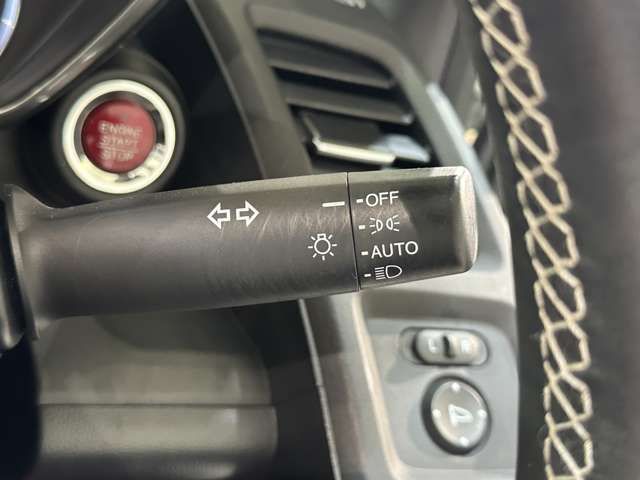 ENGINE
START
STOP
OFF
AUTO
L R